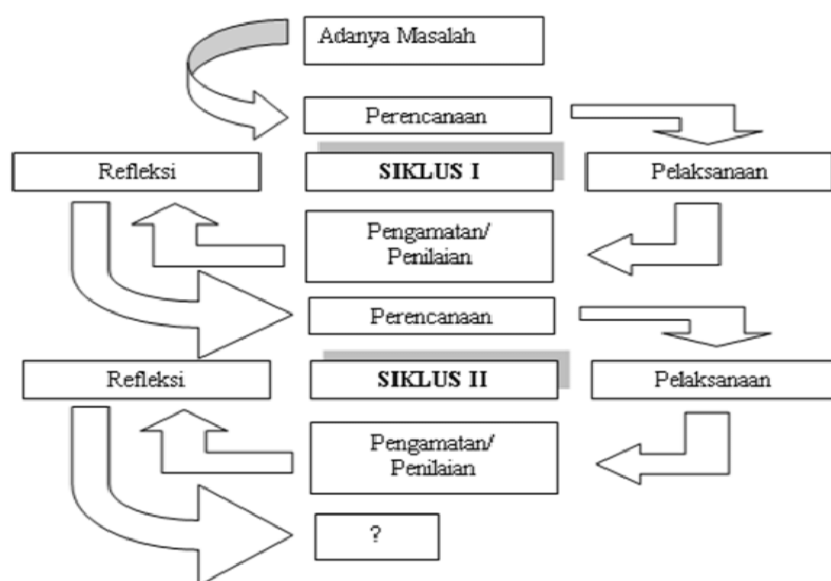 Adanya Masalah
Perencanaan
Refleksi
SIKLUS I
Pelaksanaan
Pengamatan/
Penilaian
Perencanaan
Refleksi
SIKLUS II
Pelaksanaan
Pengamatan/
Penilaian
?